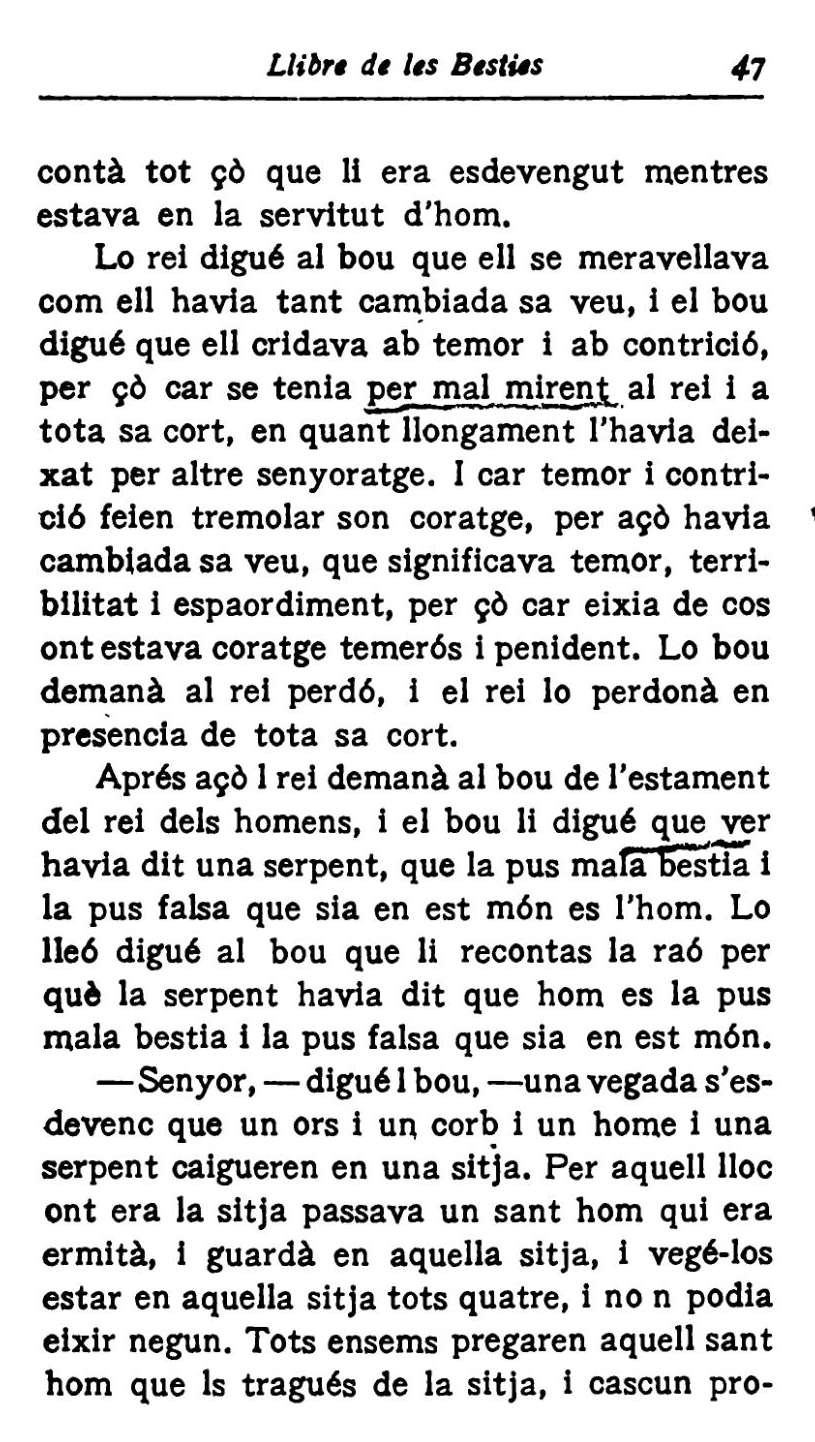 Llibre de les Besties 47
contà tot çò que li era esdevengut mentres
estava en la servitut d'hom.
Lo rei digué al bou que ell se meravellava
com ell havia tant cambiada sa veu, i el bou
digué que ell cridava ab temor i ab contrició,
per çò car se tenia per mal mirent al rei i a
tota sa cort, en quant llongament l'havia dei-
xat per altre senyoratge. I car temor i contri-
ció feien tremolar son coratge, per açò havia
cambiada sa veu, que significava temor, terri-
bilitat i espaordiment, per çò car eixia de cos
ont estava coratge temerós i penident. Lo bou
demanà al rei perdó, i el rei lo perdonà en
presencia de tota sa cort.
Aprés açò l rei demanà al bou de l'estament
del rei dels homens, i el bou li digué que ver
havia dit una serpent, que la pus mala bestia i
la pus falsa que sia en est món es l'hom. Lo
lleó digué al bou que li recontas la raó per
què la serpent havia dit que hom es la pus
mala bestia i la pus falsa que sia en est món.
—Senyor, — digué l bou, —una vegada s'es-
devenc que un ors i un corb i un home i una
serpent caigueren en una sitja. Per aquell lloc
ont era la sitja passava un sant hom qui era
ermità, i guardà en aquella sitja, i vegé-los
estar en aquella sitja tots quatre, i no n podia
eixir negun. Tots ensems pregaren aquell sant
hom que ls tragués de la sitja, i cascun pro-